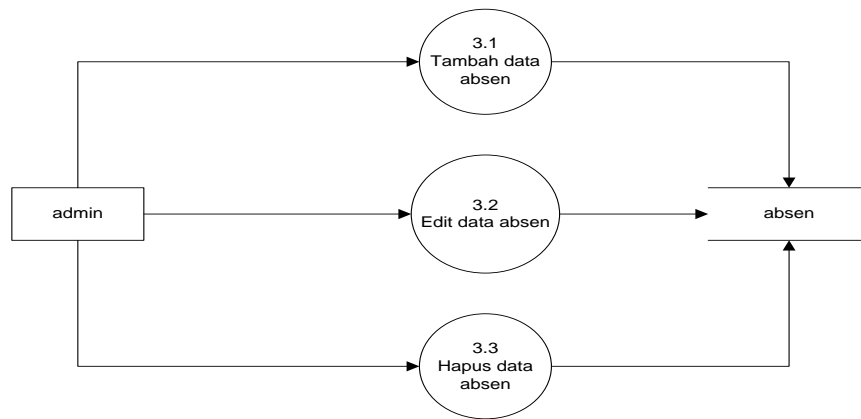 3.1
Tambah data
absen
admin
3.2
Edit data absen
absen
3.3
Hapus data
absen